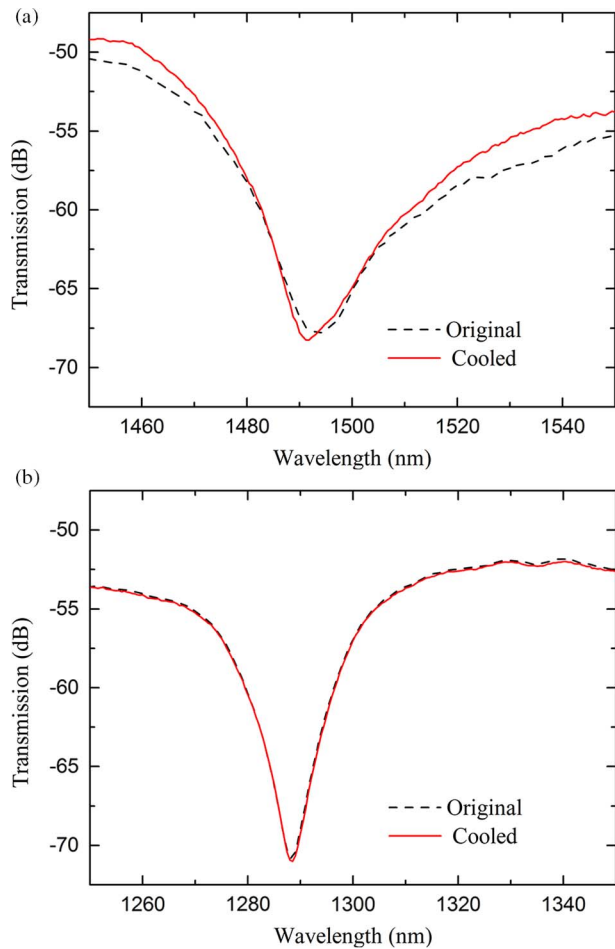 (a)
-50
-55
-60
-65
-70
Transmission (dB)
Original
Cooled
1460 1480 1500 1520 1540
Wavelength (nm)
(b)
-50
-55
-60
-65
-70
Transmission (dB)
Original
Cooled
1260 1280 1300 1320 1340
Wavelength (nm)